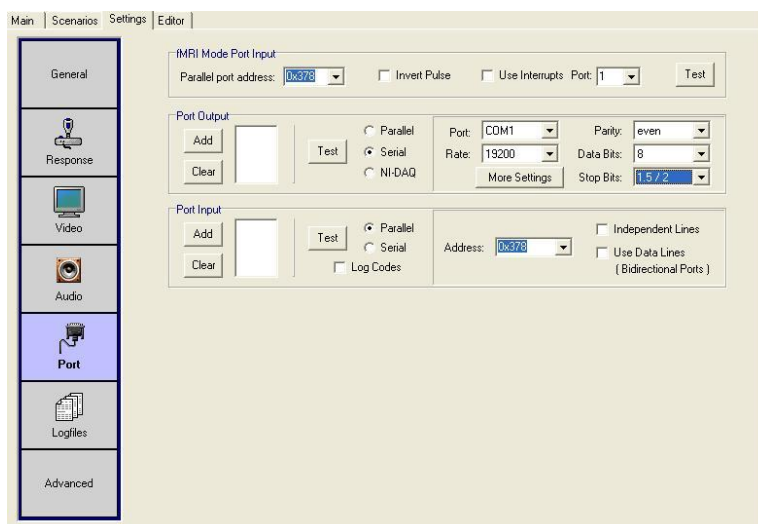 Main Scenarios Settings Editor
General
Response
Video
Audio
Port
Logfiles
Advanced
fMRI Mode Port Input
Parallel port address: 0x378 Invert Pulse Use Interrupts Port: 1 Test
Port Output
Add
Clear
Test
Parallel
Serial
NI-DAQ
Port: COM1 Parity: even
Rate: 19200 Data Bits: 8
More Settings Stop Bits: 1.5 / 2
Port Input
Add
Clear
Test
Parallel
Serial
Log Codes
Address: 0x378
Independent Lines
Use Data Lines
( Bidirectional Ports )